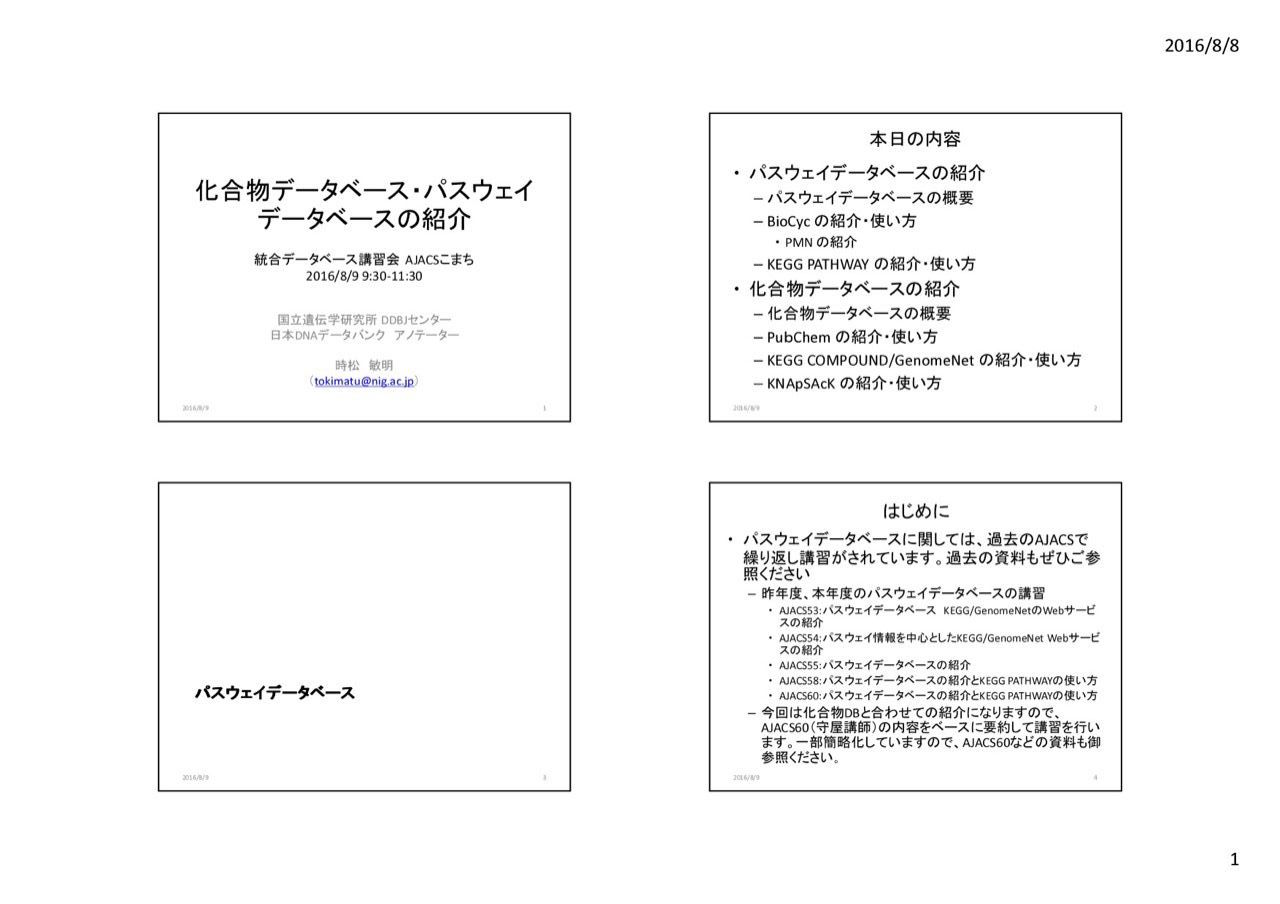 2016/8/8
化合物データベース・パスウェイ
データベースの紹介
統合データベース講習会 AJACSこまち
2016/8/9 9:30-11:30
国立遺伝学研究所 DDBJセンター
日本DNAデータバンク　アノテーター
時松　敏明
（tokimatu@nig.ac.jp）
2016/8/9
1
本日の内容
• パスウェイデータベースの紹介
– パスウェイデータベースの概要
– BioCyc の紹介・使い方
• PMN の紹介
– KEGG PATHWAY の紹介・使い方
• 化合物データベースの紹介
– 化合物データベースの概要
– PubChem の紹介・使い方
– KEGG COMPOUND/GenomeNet の紹介・使い方
– KNApSAcK の紹介・使い方
2016/8/9
2
パスウェイデータベース
2016/8/9
3
はじめに
• パスウェイデータベースに関しては、過去のAJACSで
繰り返し講習がされています。過去の資料もぜひご参
照ください
– 昨年度、本年度のパスウェイデータベースの講習
• AJACS53:パスウェイデータベース　KEGG/GenomeNetのWebサービ
スの紹介
• AJACS54:パスウェイ情報を中心としたKEGG/GenomeNet Webサービ
スの紹介
• AJACS55:パスウェイデータベースの紹介
• AJACS58:パスウェイデータベースの紹介とKEGG PATHWAYの使い方
• AJACS60:パスウェイデータベースの紹介とKEGG PATHWAYの使い方
– 今回は化合物DBと合わせての紹介になりますので、
AJACS60（守屋講師）の内容をベースに要約して講習を行い
ます。一部簡略化していますので、AJACS60などの資料も御
参照ください。
2016/8/9
4
1